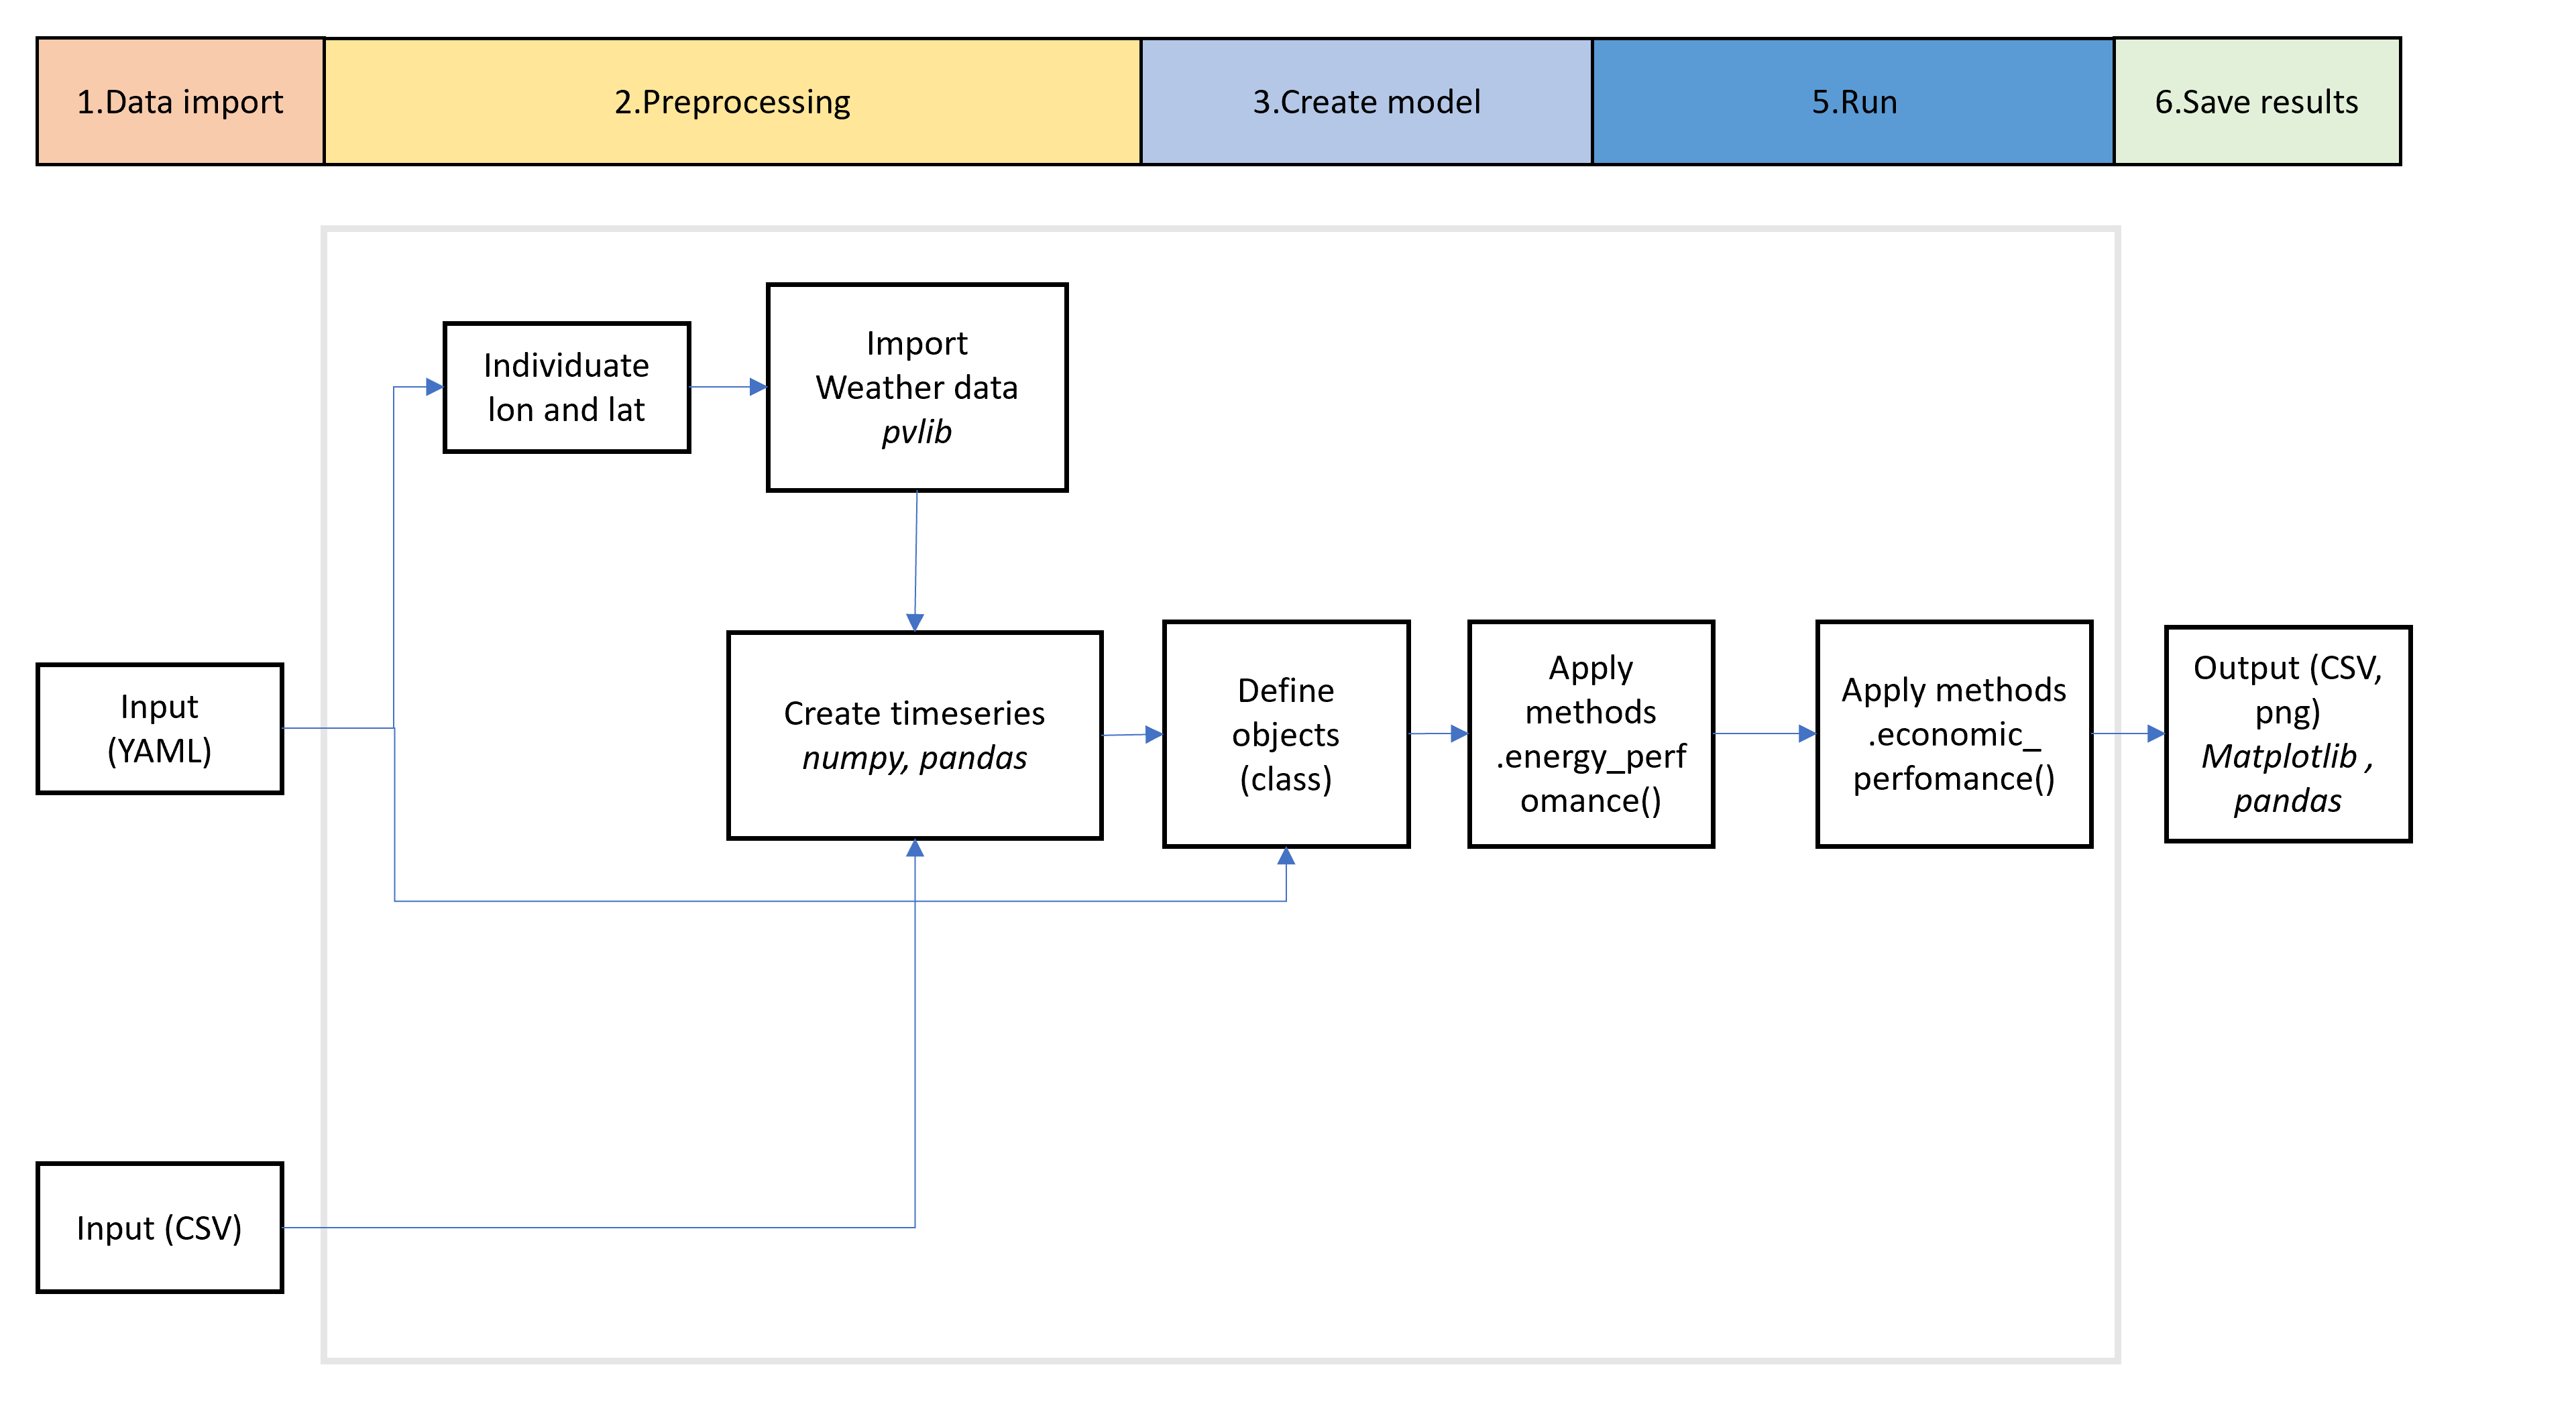 1.Data import
2.Preprocessing
3.Create model
5.Run
6.Save results
Individuate
lon and lat
Import
Weather data
pvlib
Input
(YAML)
Create timeseries
numpy, pandas
Define
objects
(class)
Apply
methods
.energy_perf
omance()
Apply methods
.economic_
perfomance()
Output (CSV,
png)
Matplotlib ,
pandas
Input (CSV)